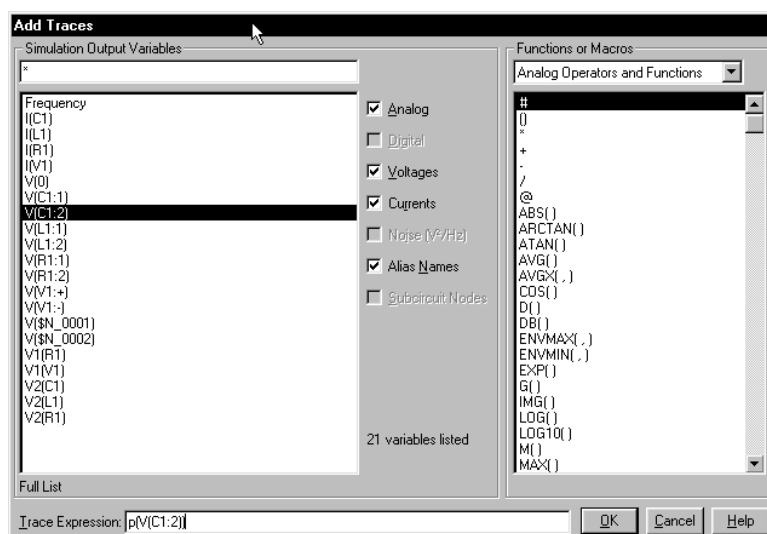 Add Traces
Simulation Output Variables
*
Frequency
I(C1)
I(L1)
I(R1)
I(V1)
V(0)
V(C1:1)
V(C1:2)
V(L1:1)
V(L1:2)
V(R1:1)
V(R1:2)
V(V1:+)
V(V1:-)
V($N_0001)
V($N_0002)
V1(R1)
V1(V1)
V2(C1)
V2(L1)
V2(R1)
Full List
Analog
Digital
Voltages
Currents
Noise (V²/Hz)
Alias Names
Subcircuit Nodes
21 variables listed
Functions or Macros
Analog Operators and Functions
#
()
*
+
-
/
@
ABS( )
ARCTAN( )
ATAN( )
AVG( )
AVGX( , )
COS( )
D( )
DB( )
ENVMAX( , )
ENVMIN( , )
EXP( )
G( )
IMG( )
LOG( )
LOG10( )
M( )
MAX( )
Trace Expression: p(V(C1:2))
OK Cancel Help